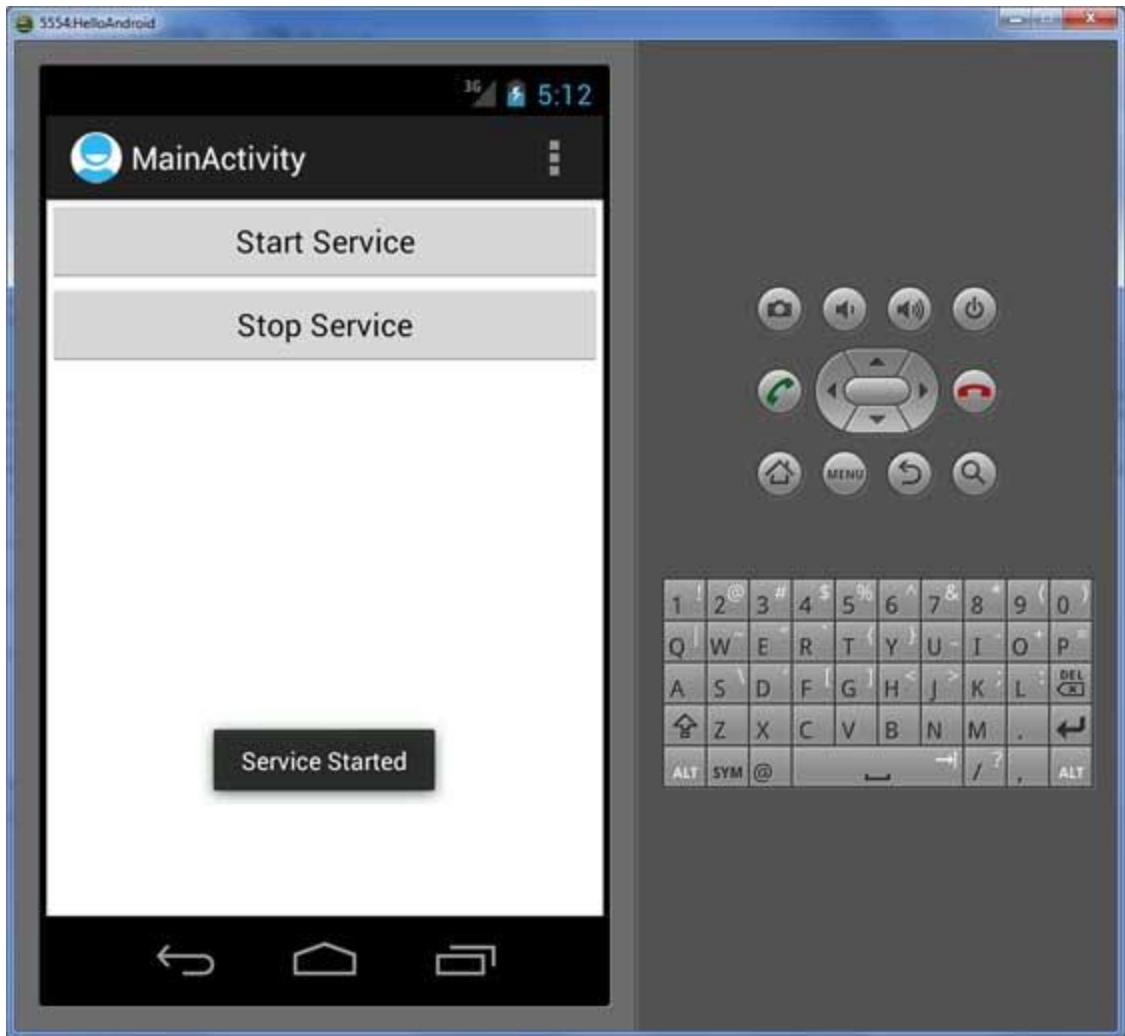 5554:HelloAndroid
3G 5:12
MainActivity
Start Service
Stop Service
Service Started
MENU
1 ! 2 @ 3 # 4 $ 5 % 6 ^ 7 & 8 * 9 ( 0 )
Q | W ~ E " R ` T { Y } U _ I - O + P =
A S \ D ' F [ G ] H < J > K ; L : DEL
Z X C V B N M .
ALT SYM @ / ? , ALT